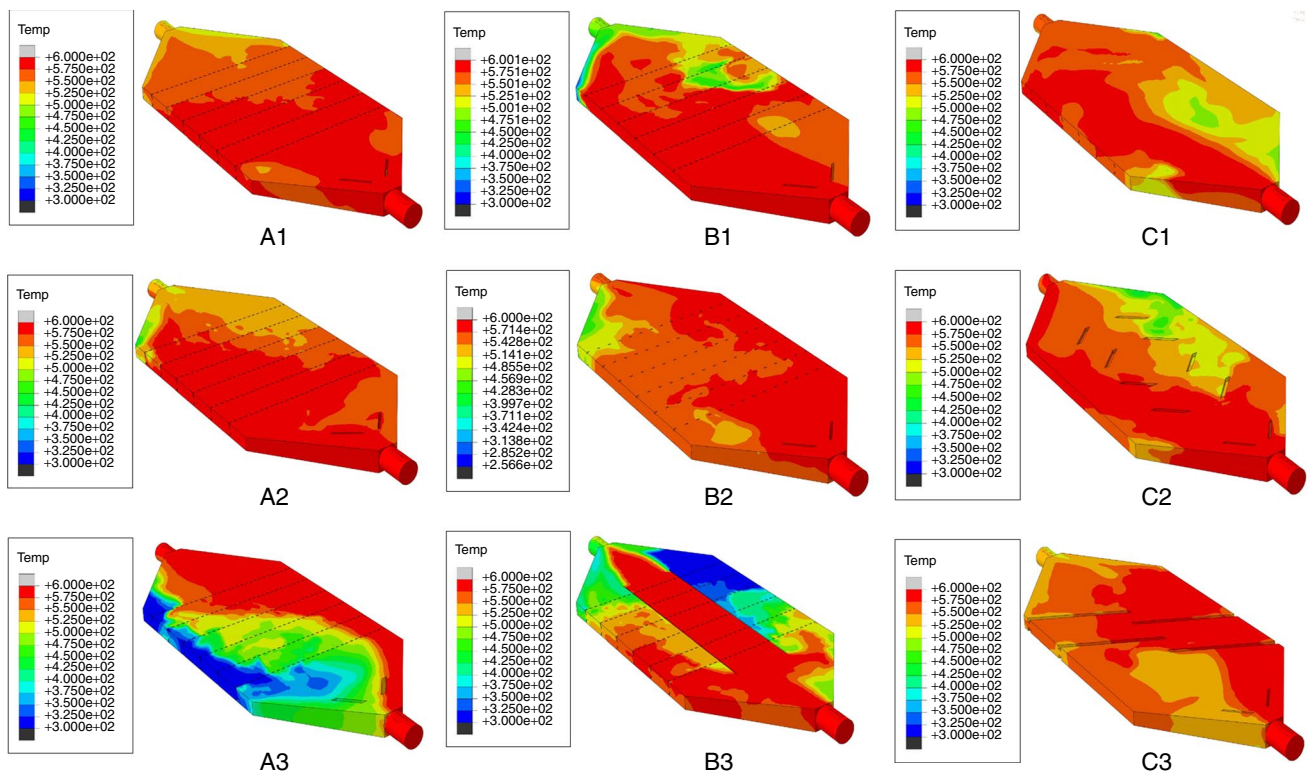 Temp
+6.000e+02
+5.750e+02
+5.500e+02
+5.250e+02
+5.000e+02
+4.750e+02
+4.500e+02
+4.250e+02
+4.000e+02
+3.750e+02
+3.500e+02
+3.250e+02
+3.000e+02
A1
Temp
+6.001e+02
+5.751e+02
+5.501e+02
+5.251e+02
+5.001e+02
+4.751e+02
+4.500e+02
+4.250e+02
+4.000e+02
+3.750e+02
+3.500e+02
+3.250e+02
+3.000e+02
B1
Temp
+6.000e+02
+5.750e+02
+5.500e+02
+5.250e+02
+5.000e+02
+4.750e+02
+4.500e+02
+4.250e+02
+4.000e+02
+3.750e+02
+3.500e+02
+3.250e+02
+3.000e+02
C1
Temp
+6.000e+02
+5.750e+02
+5.500e+02
+5.250e+02
+5.000e+02
+4.750e+02
+4.500e+02
+4.250e+02
+4.000e+02
+3.750e+02
+3.500e+02
+3.250e+02
+3.000e+02
A2
Temp
+6.000e+02
+5.714e+02
+5.428e+02
+5.141e+02
+4.855e+02
+4.569e+02
+4.283e+02
+3.997e+02
+3.711e+02
+3.424e+02
+3.138e+02
+2.852e+02
+2.566e+02
B2
Temp
+6.000e+02
+5.750e+02
+5.500e+02
+5.250e+02
+5.000e+02
+4.750e+02
+4.500e+02
+4.250e+02
+4.000e+02
+3.750e+02
+3.500e+02
+3.250e+02
+3.000e+02
C2
Temp
+6.000e+02
+5.750e+02
+5.500e+02
+5.250e+02
+5.000e+02
+4.750e+02
+4.500e+02
+4.250e+02
+4.000e+02
+3.750e+02
+3.500e+02
+3.250e+02
+3.000e+02
A3
Temp
+6.000e+02
+5.750e+02
+5.500e+02
+5.250e+02
+5.000e+02
+4.750e+02
+4.500e+02
+4.250e+02
+4.000e+02
+3.750e+02
+3.500e+02
+3.250e+02
+3.000e+02
B3
Temp
+6.000e+02
+5.750e+02
+5.500e+02
+5.250e+02
+5.000e+02
+4.750e+02
+4.500e+02
+4.250e+02
+4.000e+02
+3.750e+02
+3.500e+02
+3.250e+02
+3.000e+02
C3